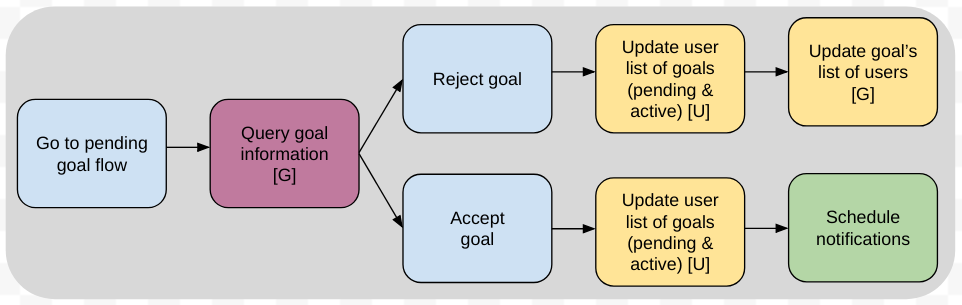 Go to pending
goal flow
Query goal
information
[G]
Reject goal
Update user
list of goals
(pending &
active) [U]
Update goal's
list of users
[G]
Accept
goal
Update user
list of goals
(pending &
active) [U]
Schedule
notifications